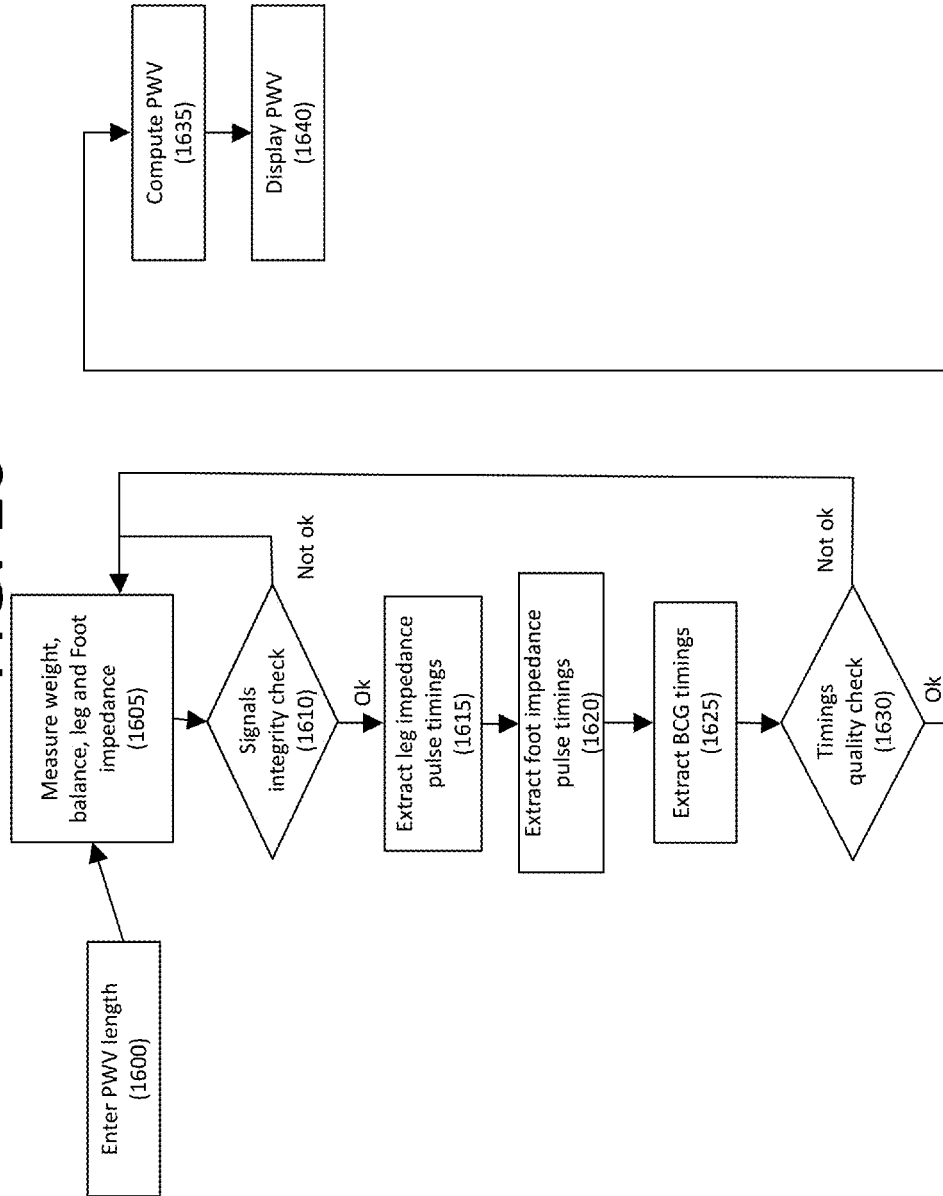 Enter PWV length
(1600)
Measure weight,
balance, leg and Foot
impedance
(1605)
Signals
integrity check
(1610)
Not ok
Ok
Extract leg impedance
pulse timings
(1615)
Extract foot impedance
pulse timings
(1620)
Extract BCG timings
(1625)
Timings
quality check
(1630)
Not ok
Ok
Compute PWV
(1635)
Display PWV
(1640)